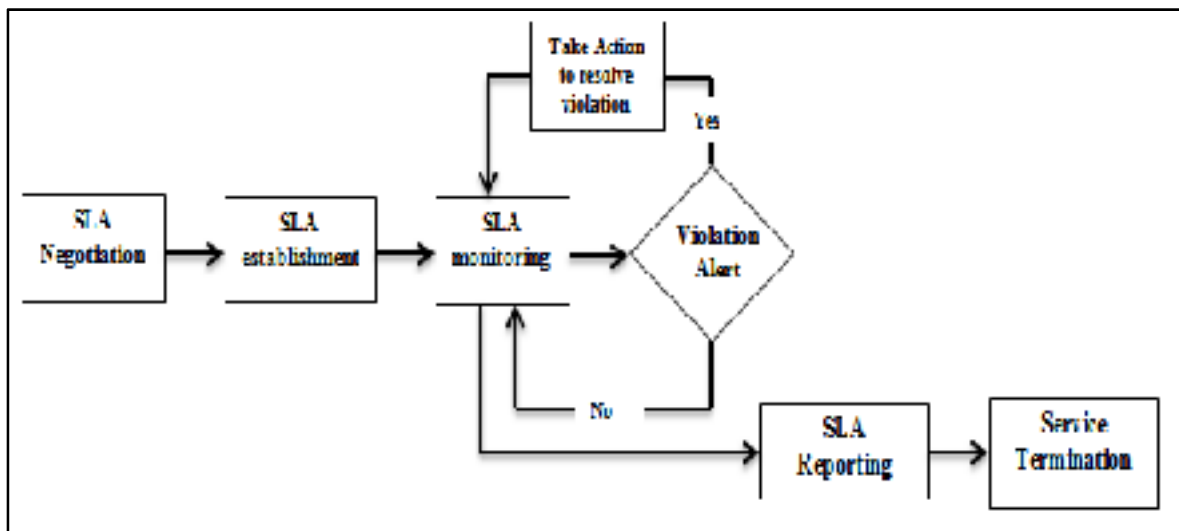 Take Action
to resolve
violation
Yes
SLA
Negotiation
SLA
establishment
SLA
monitoring
Violation
Alert
No
SLA
Reporting
Service
Termination